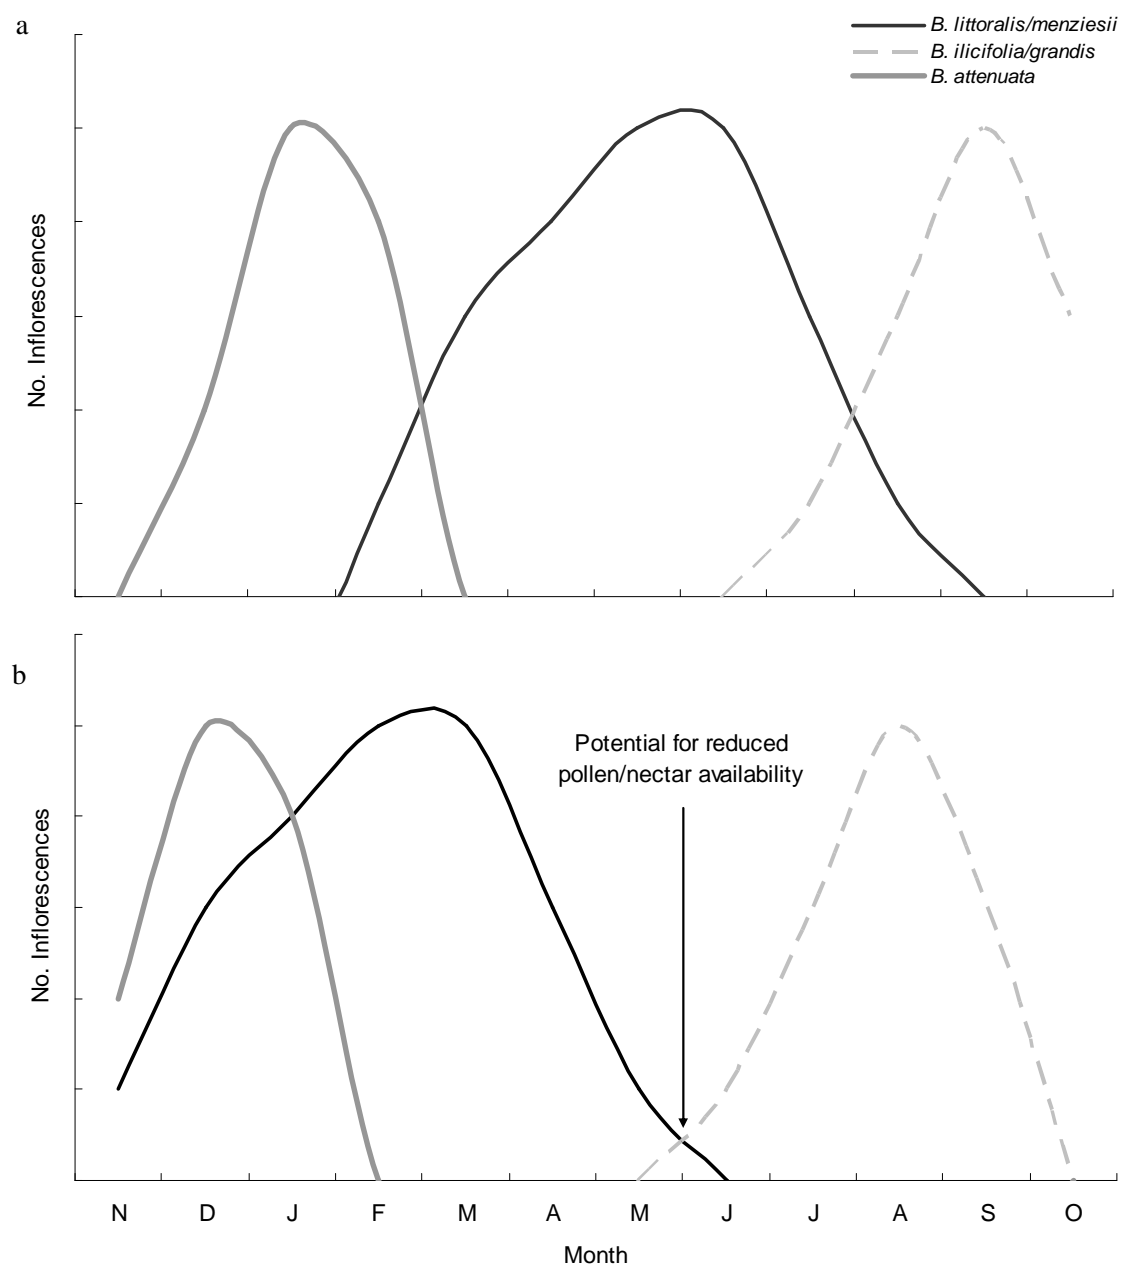 a
B. littoralis/menziesii
B. ilicifolia/grandis
B. attenuata
No. Inflorescences
b
Potential for reduced
pollen/nectar availability
No. Inflorescences
N D J F M A M J J A S O
Month